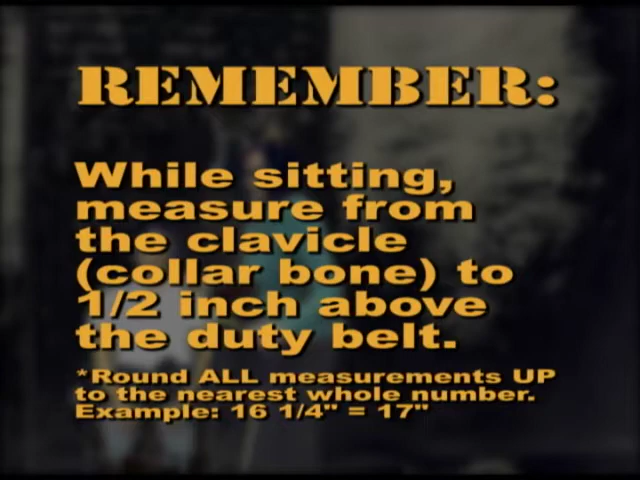 REMEMBER:
While sitting,
measure from
the clavicle
(collar bone) to
1/2 inch above
the duty belt.
*Round ALL measurements UP
to the nearest whole number.
Example: 16 1/4" = 17"